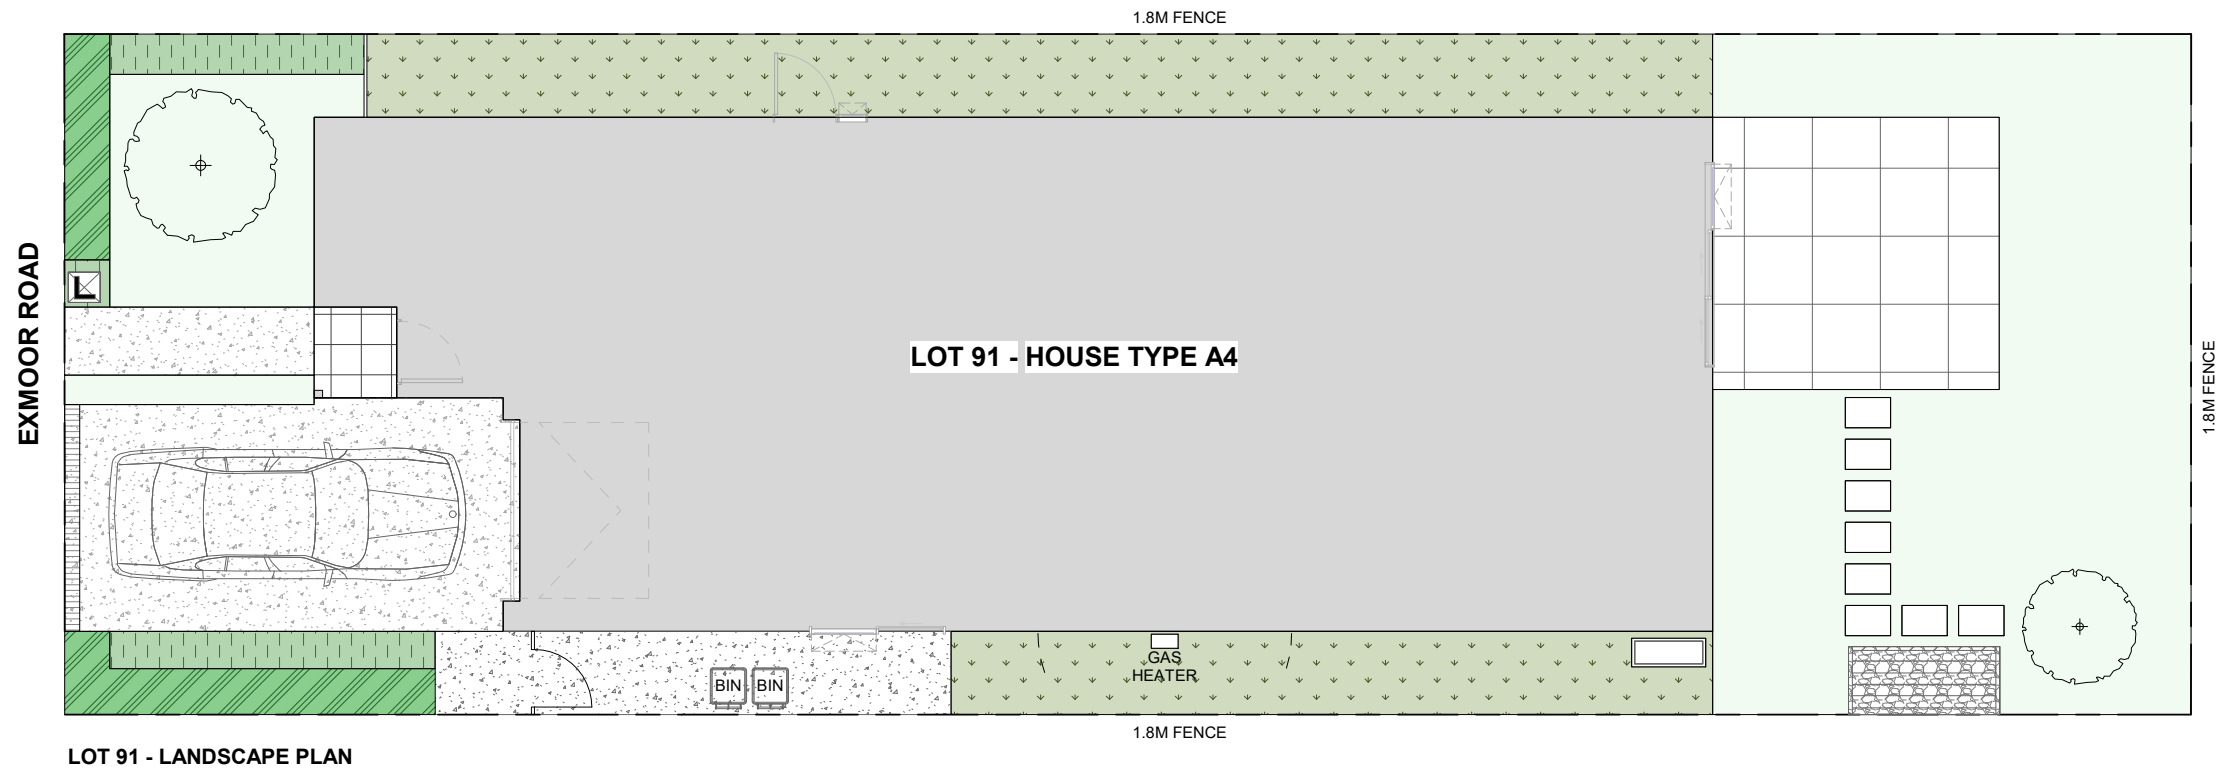 1.8M FENCE
EXMOOR ROAD
L
LOT 91 - HOUSE TYPE A4
1.8M FENCE
GAS
HEATER
BIN BIN
1.8M FENCE
LOT 91 - LANDSCAPE PLAN